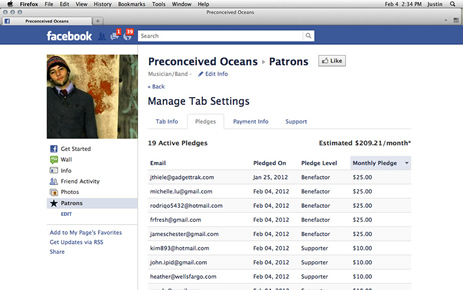 Firefox File Edit View History Bookmarks Tools Window Help Feb 4 2:34 PM Justin
Preconceived Oceans
Preconceived Oceans
facebook 1 39 Search
Preconceived Oceans ▸ Patrons Like
Musician/Band · Edit Info
« Back
Manage Tab Settings
Tab Info Pledges Payment Info Support
19 Active Pledges Estimated $209.21/month*
Email Pledged On Pledge Level Monthly Pledge
jthiele@gadgettrak.com Jan 25, 2012 Benefactor $25.00
michelle.lu@gmail.com Feb 04, 2012 Benefactor $25.00
rodriqo5432@hotmail.com Feb 04, 2012 Benefactor $25.00
frfresh@gmail.com Feb 04, 2012 Benefactor $25.00
jameschester@gmail.com Feb 04, 2012 Benefactor $25.00
kim893@hotmail.com Feb 04, 2012 Supporter $10.00
john.ipid@gmail.com Feb 04, 2012 Supporter $10.00
heather@wellsfargo.com Feb 04, 2012 Supporter $10.00
Get Started
Wall
Info
Friend Activity
Photos
Patrons
EDIT
Add to My Page's Favorites
Get Updates via RSS
Share